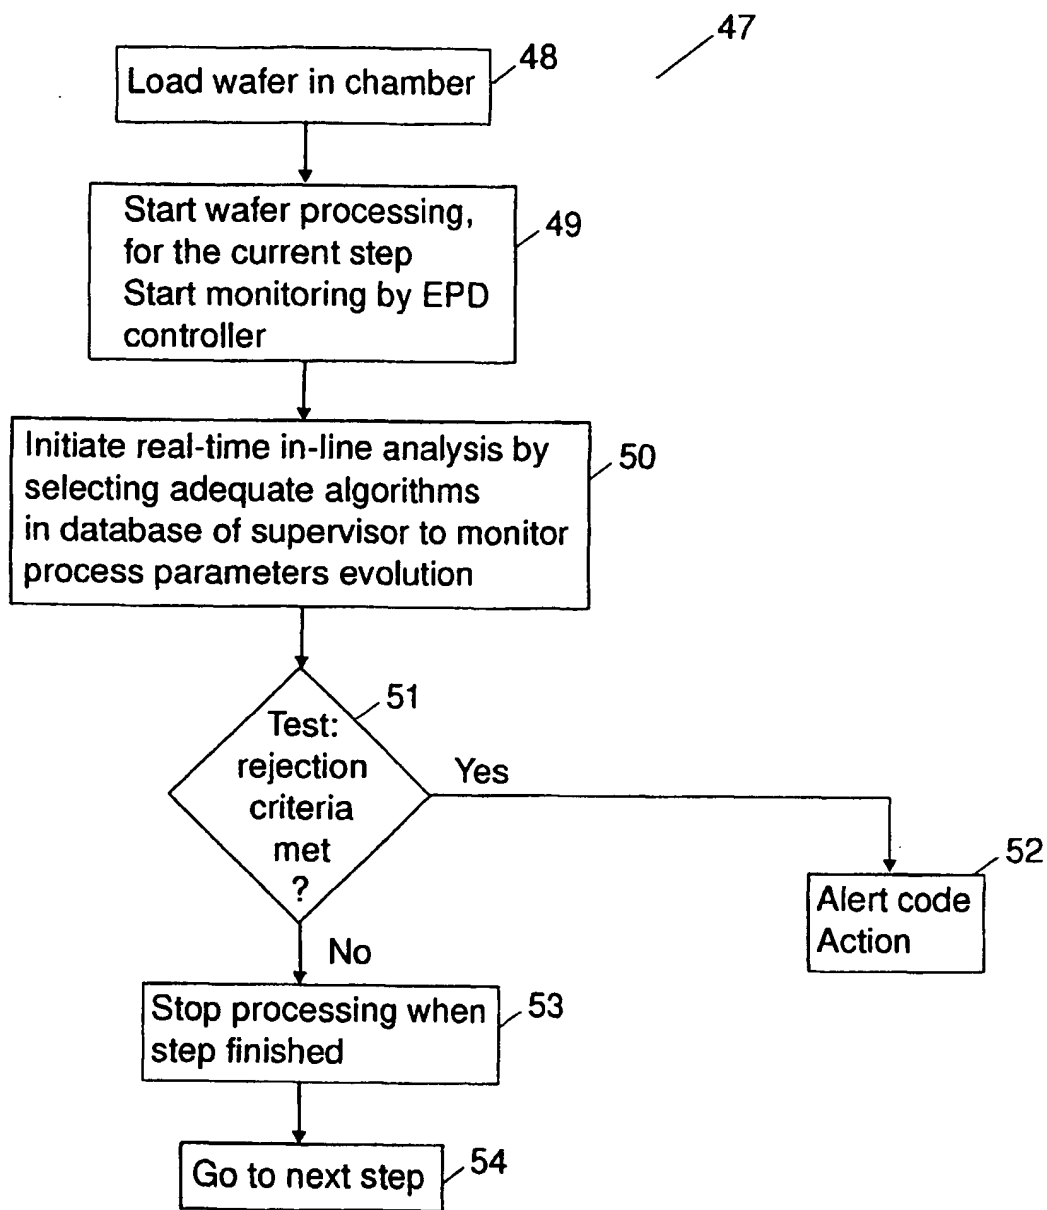 47
Load wafer in chamber
48
Start wafer processing,
for the current step
Start monitoring by EPD
controller
49
Initiate real-time in-line analysis by
selecting adequate algorithms
in database of supervisor to monitor
process parameters evolution
50
Test:
rejection
criteria
met
?
51
Yes
52
Alert code
Action
No
Stop processing when
step finished
53
Go to next step
54